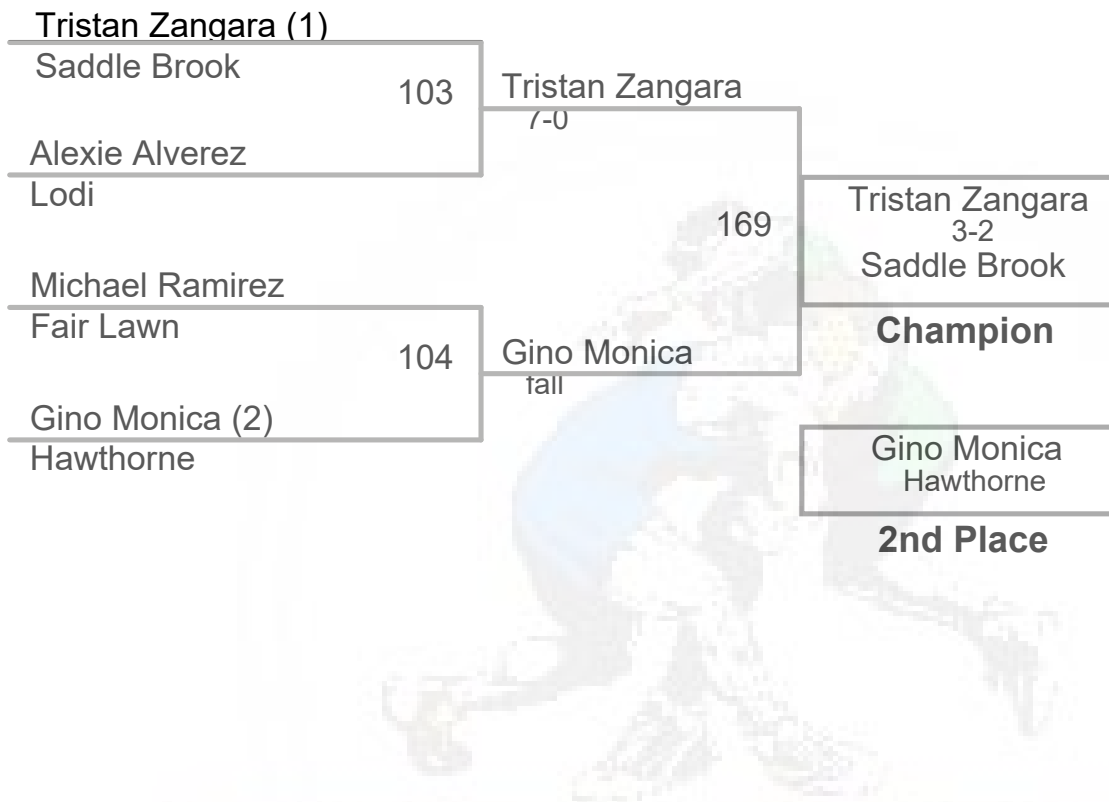 Tristan Zangara (1)
Saddle Brook
103
Tristan Zangara
7-0
Alexie Alverez
Lodi
169
Tristan Zangara
3-2
Saddle Brook
Champion
Michael Ramirez
Fair Lawn
104
Gino Monica
fall
Gino Monica (2)
Hawthorne
Gino Monica
Hawthorne
2nd Place